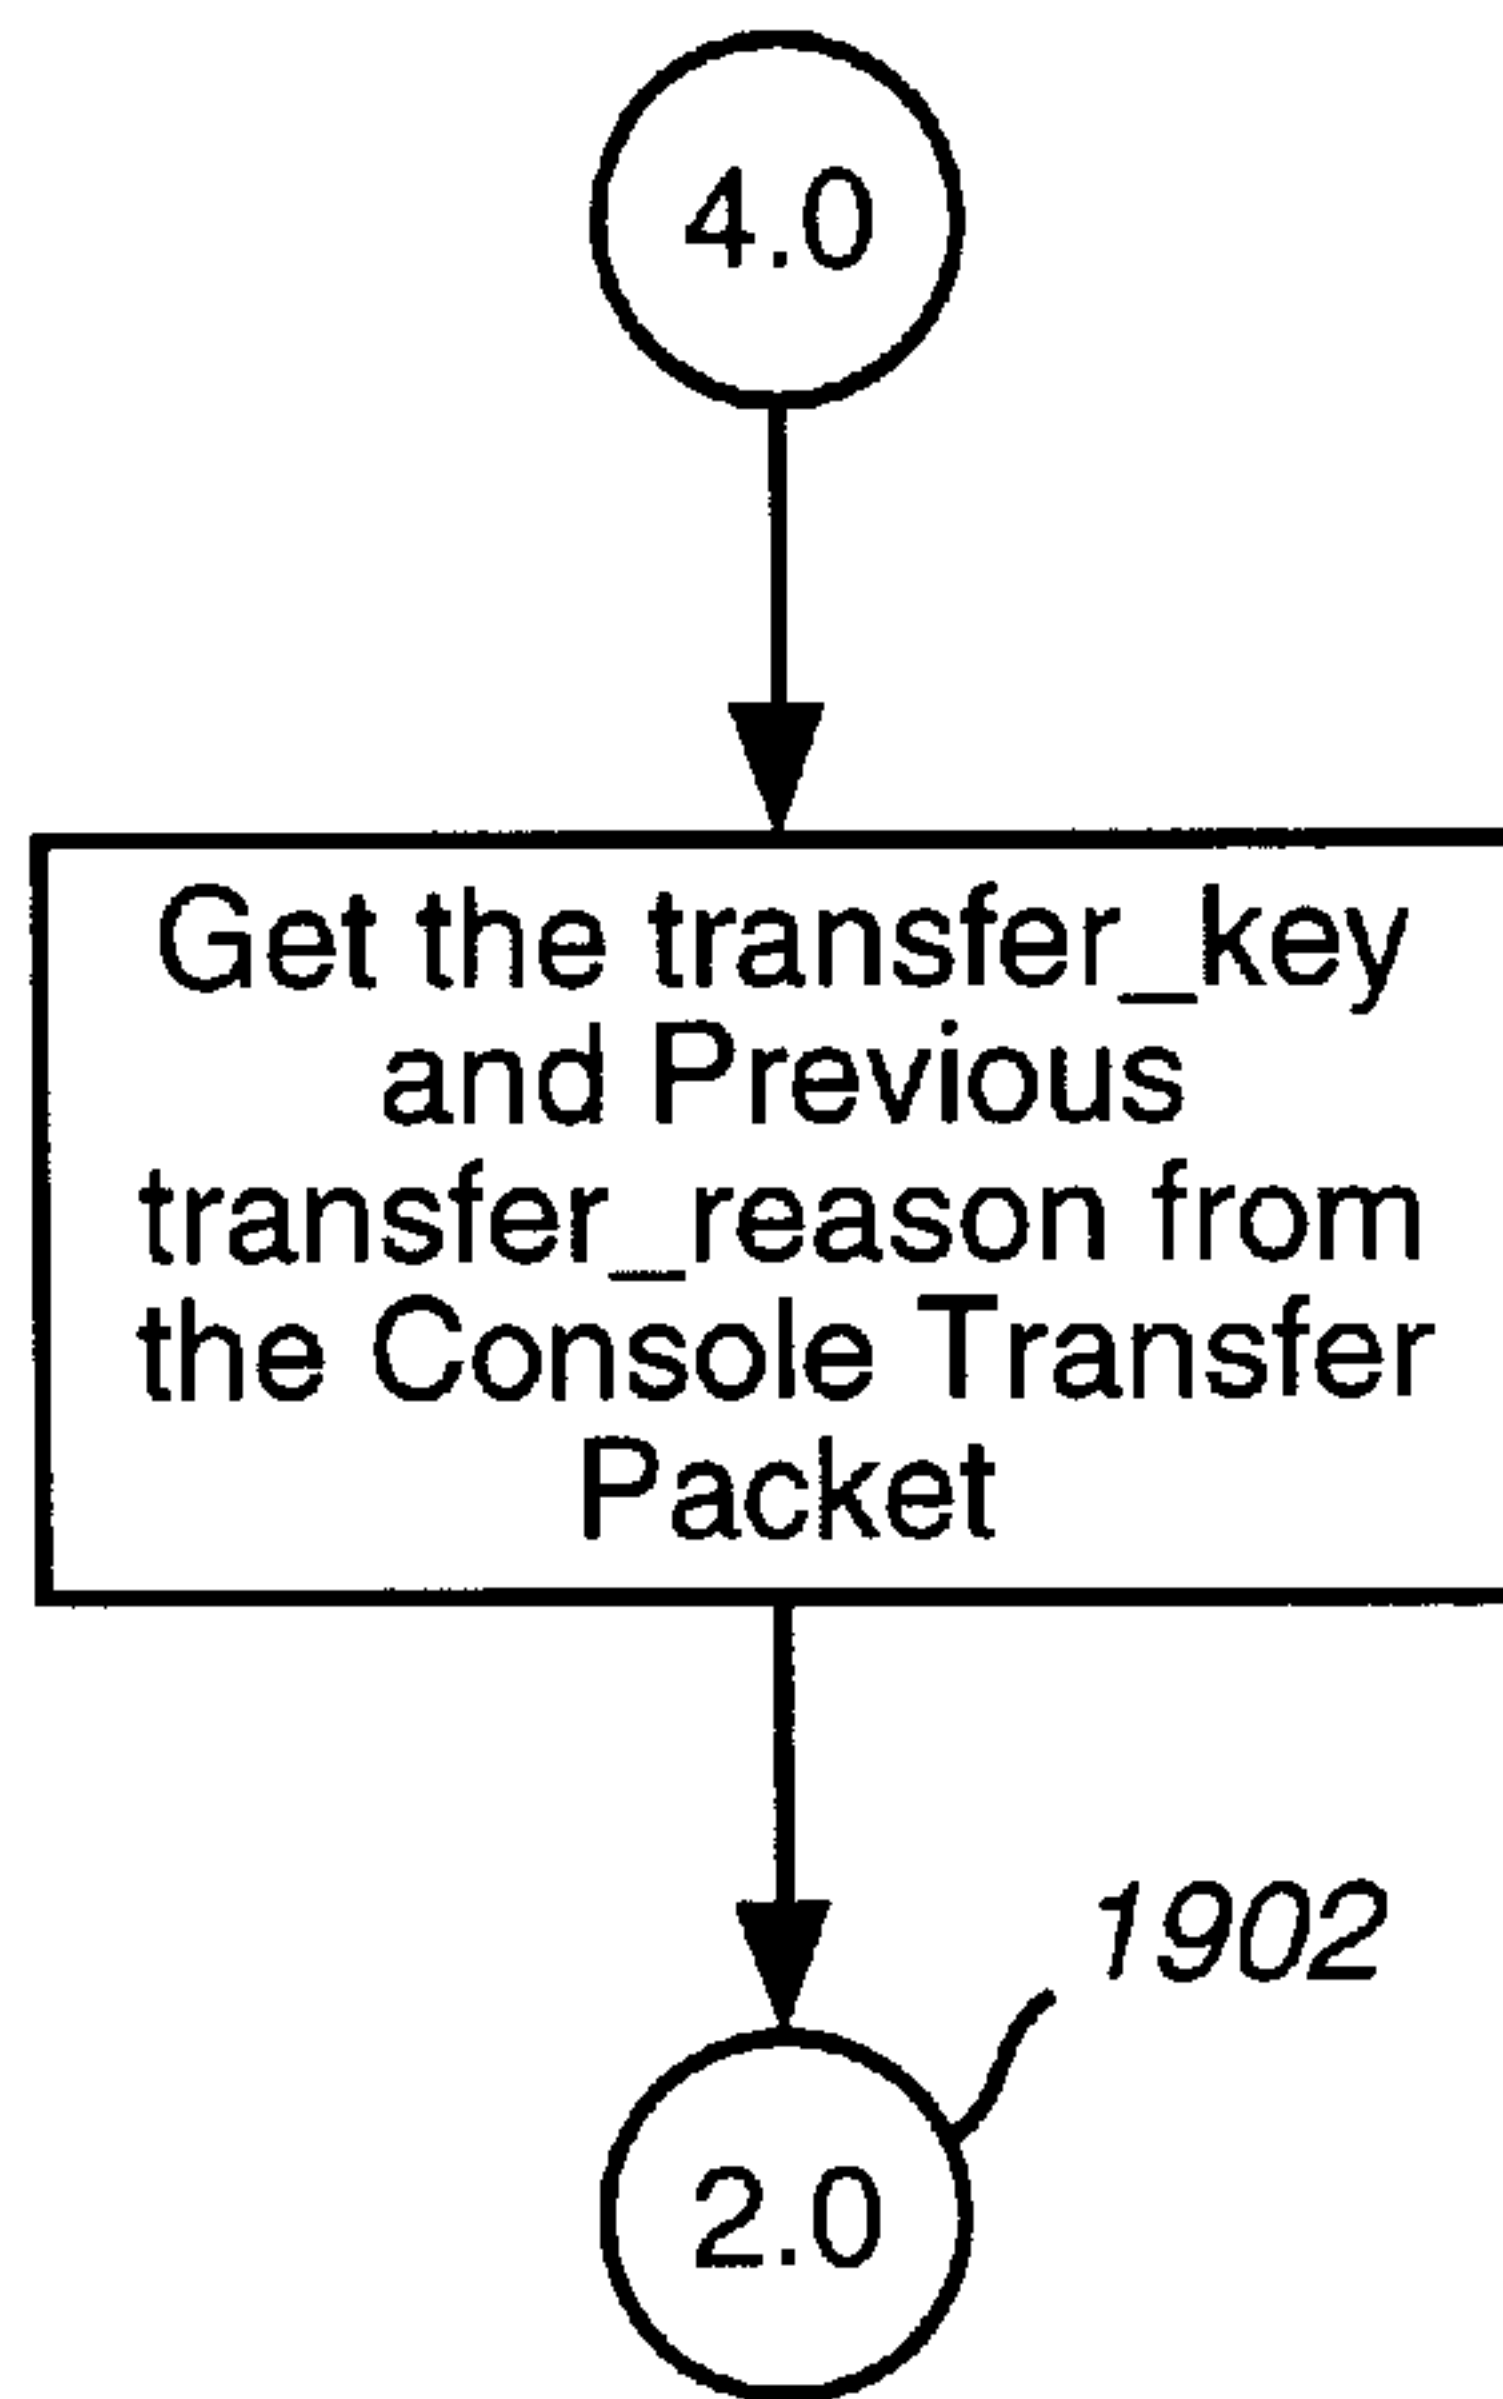 4.0
Get the transfer_key
and Previous
transfer_reason from
the Console Transfer
Packet
1902
2.0